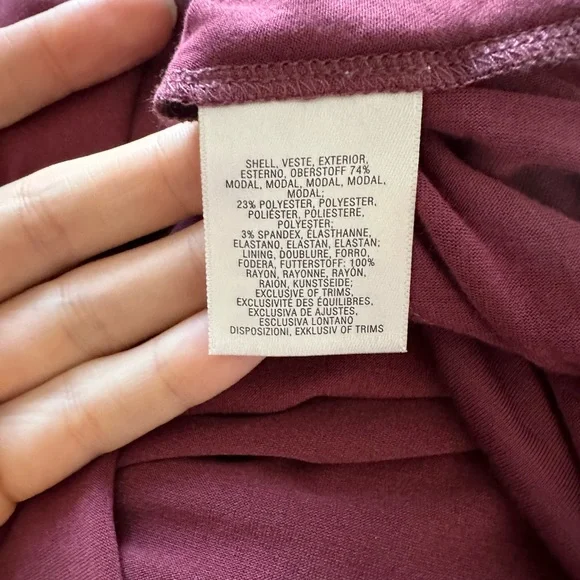 SHELL, VESTE, EXTERIOR,
ESTERNO, OBERSTOFF 74%
MODAL, MODAL, MODAL, MODAL,
MODAL;
23% POLYESTER, POLYESTER,
POLIÉSTER, POLIESTERE,
POLYESTER;
3% SPANDEX, ÉLASTHANNE,
ELASTANO, ELASTAN, ELASTAN;
LINING, DOUBLURE, FORRO,
FODERA, FUTTERSTOFF: 100%
RAYON, RAYONNE, RAYÓN,
RAION, KUNSTSEIDE;
EXCLUSIVE OF TRIMS,
EXCLUSIVITÉ DES ÉQUILIBRES,
EXCLUSIVA DE AJUSTES,
ESCLUSIVA LONTANO
DISPOSIZIONI, EXKLUSIV OF TRIMS